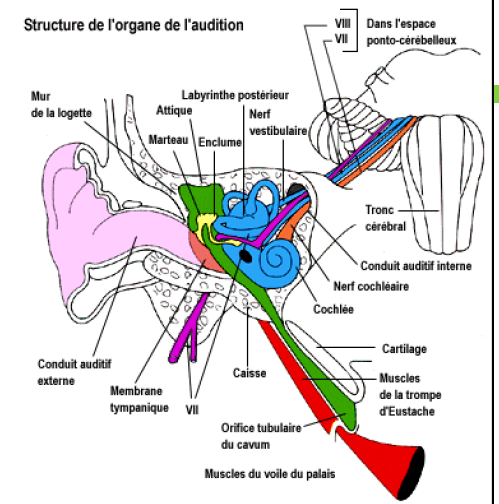 Structure de l'organe de l'audition
VIII
VII
Dans l'espace
ponto-cérébelleux
Labyrinthe postérieur
Mur
de la logette
Attique
Nerf
vestibulaire
Marteau
Enclume
Tronc
cérébral
Conduit auditif interne
Nerf cochléaire
Cochlée
Cartilage
Conduit auditif
externe
Caisse
Muscles
de la trompe
d'Eustache
Membrane
tympanique
VII
Orifice tubulaire
du cavum
Muscles du voile du palais